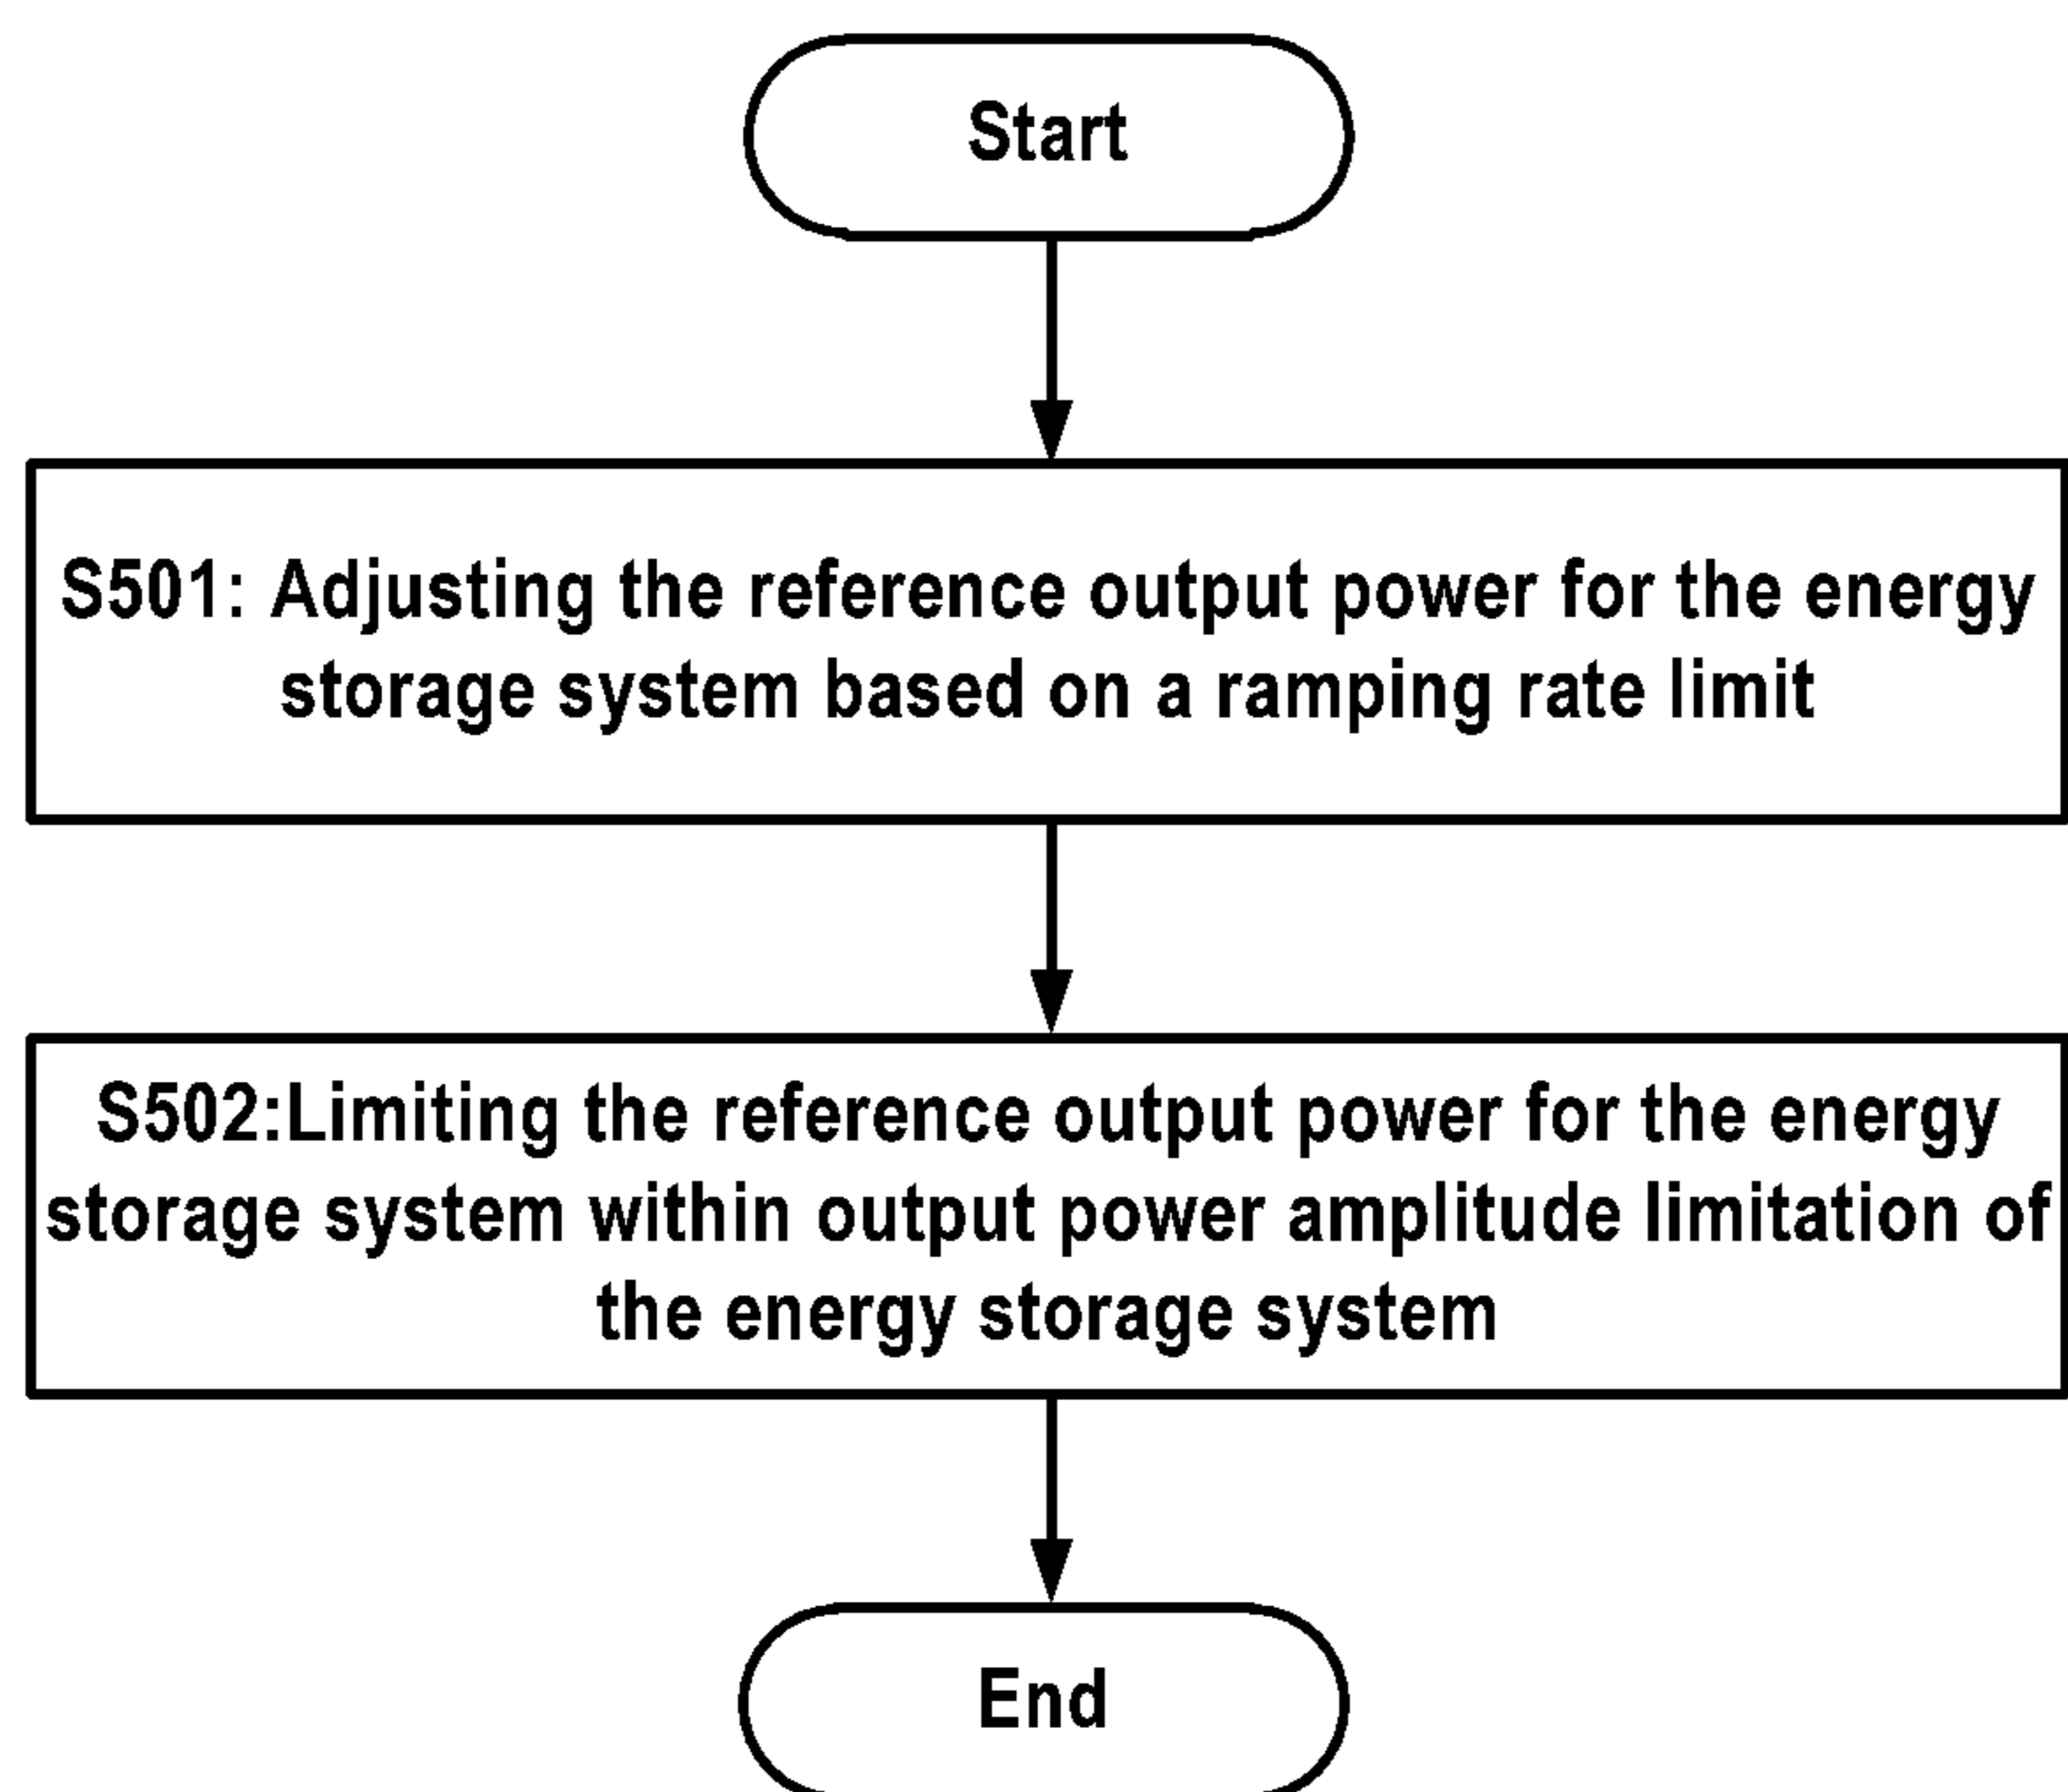 Start
S501: Adjusting the reference output power for the energy
storage system based on a ramping rate limit
S502:Limiting the reference output power for the energy
storage system within output power amplitude limitation of
the energy storage system
End